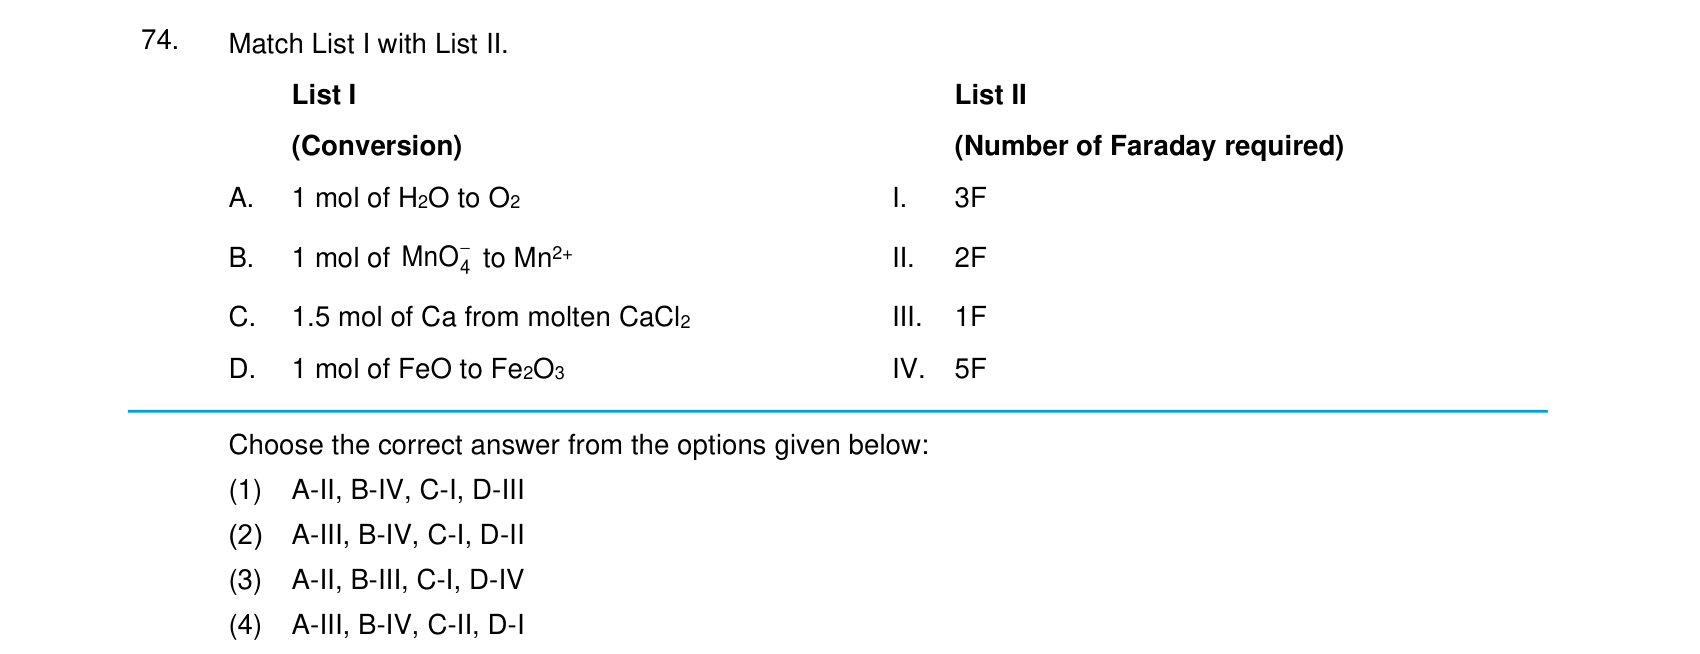 74. Match List I with List II.
List I List II
(Conversion) (Number of Faraday required)
A. 1 mol of H₂O to O₂ I. 3F
B. 1 mol of MnO₄⁻ to Mn²⁺ II. 2F
C. 1.5 mol of Ca from molten CaCl₂ III. 1F
D. 1 mol of FeO to Fe₂O₃ IV. 5F
Choose the correct answer from the options given below:
(1) A-II, B-IV, C-I, D-III
(2) A-III, B-IV, C-I, D-II
(3) A-II, B-III, C-I, D-IV
(4) A-III, B-IV, C-II, D-I